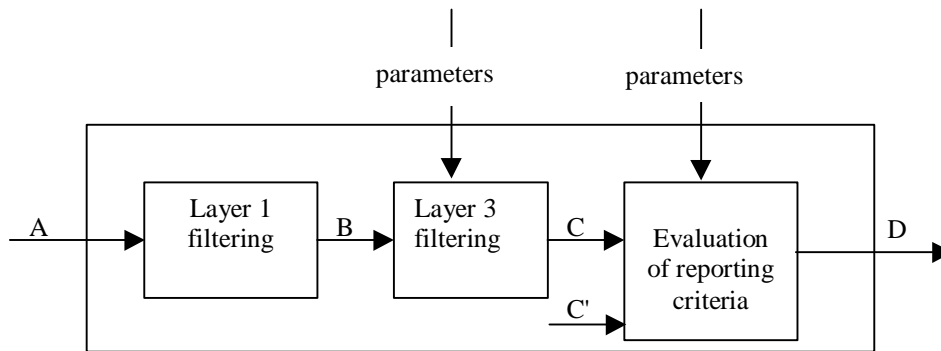 parameters
parameters
A
Layer 1
filtering
B
Layer 3
filtering
C
C'
Evaluation
of reporting
criteria
D